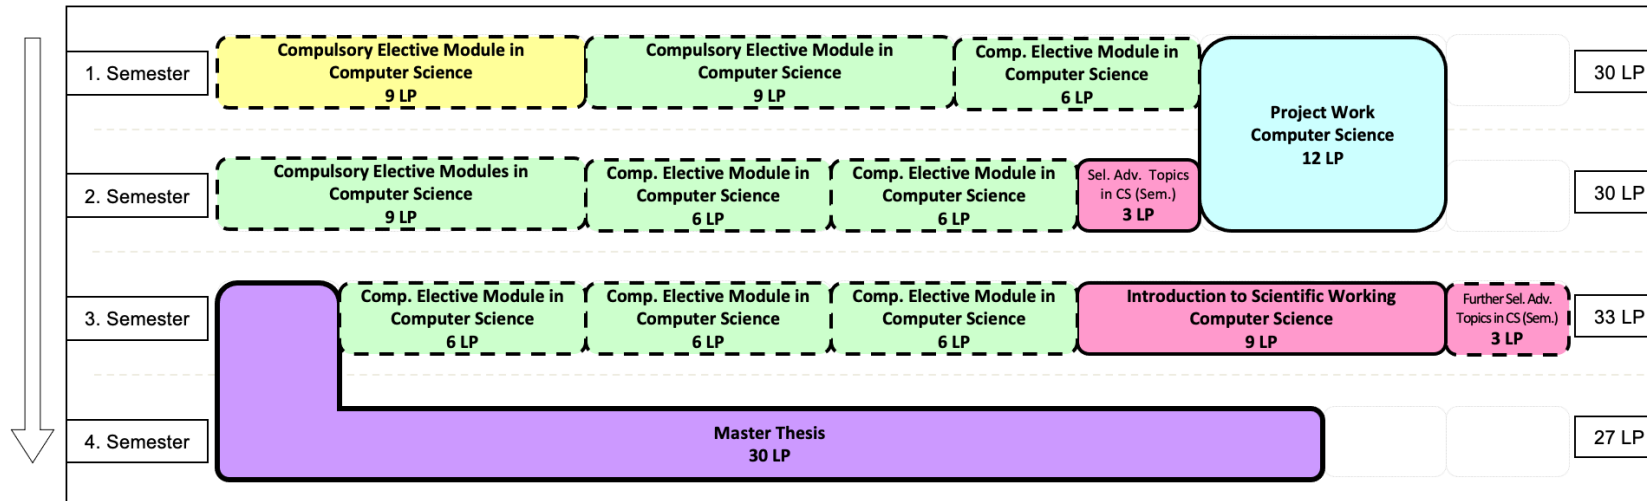 1. Semester
Compulsory Elective Module in
Computer Science
9 LP
Compulsory Elective Module in
Computer Science
9 LP
Comp. Elective Module in
Computer Science
6 LP
Project Work
Computer Science
12 LP
30 LP
2. Semester
Compulsory Elective Modules in
Computer Science
9 LP
Comp. Elective Module in
Computer Science
6 LP
Comp. Elective Module in
Computer Science
6 LP
Sel. Adv. Topics
in CS (Sem.)
3 LP
30 LP
3. Semester
Comp. Elective Module in
Computer Science
6 LP
Comp. Elective Module in
Computer Science
6 LP
Comp. Elective Module in
Computer Science
6 LP
Introduction to Scientific Working
Computer Science
9 LP
Further Sel. Adv.
Topics in CS (Sem.)
3 LP
33 LP
4. Semester
Master Thesis
30 LP
27 LP